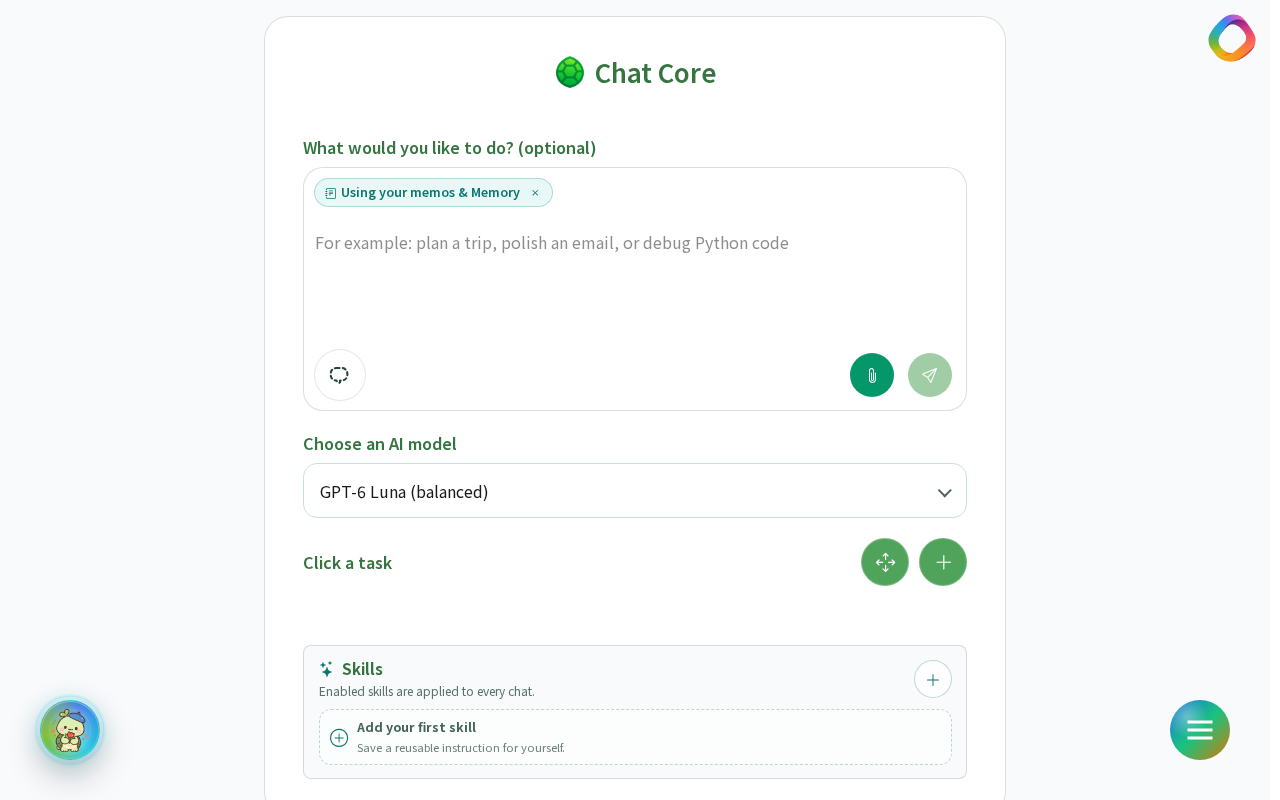 Chat Core
What would you like to do? (optional)
Using your memos & Memory ×
For example: plan a trip, polish an email, or debug Python code
Choose an AI model
GPT-6 Luna (balanced)
Click a task
Skills
Enabled skills are applied to every chat.
Add your first skill
Save a reusable instruction for yourself.